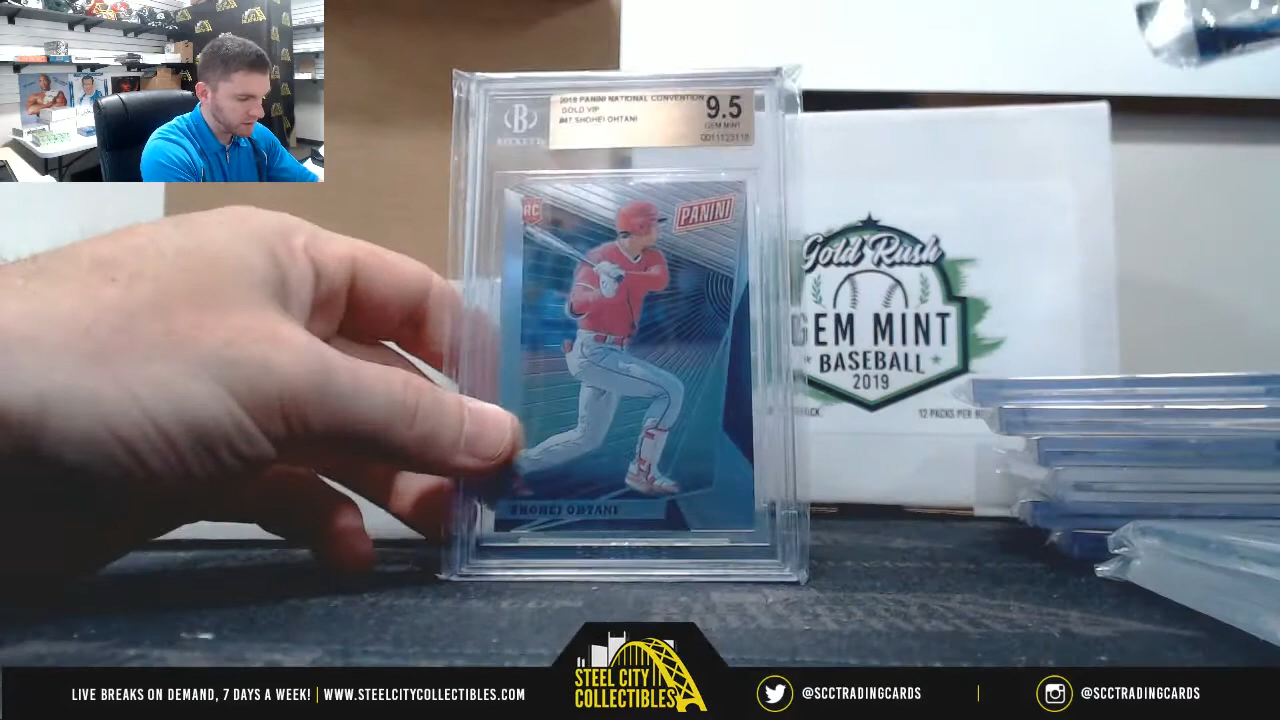 2018 PANINI NATIONAL CONVENTION
GOLD VIP
#47 SHOHEI OHTANI
9.5
GEM MINT
0011123118
BECKETT
RC
PANINI
SHOHEI OHTANI
Gold Rush
GEM MINT
BASEBALL
2019
12 PACKS PER
STEEL CITY
COLLECTIBLES
LIVE BREAKS ON DEMAND, 7 DAYS A WEEK! | WWW.STEELCITYCOLLECTIBLES.COM
@SCCTRADINGCARDS
@SCCTRADINGCARDS